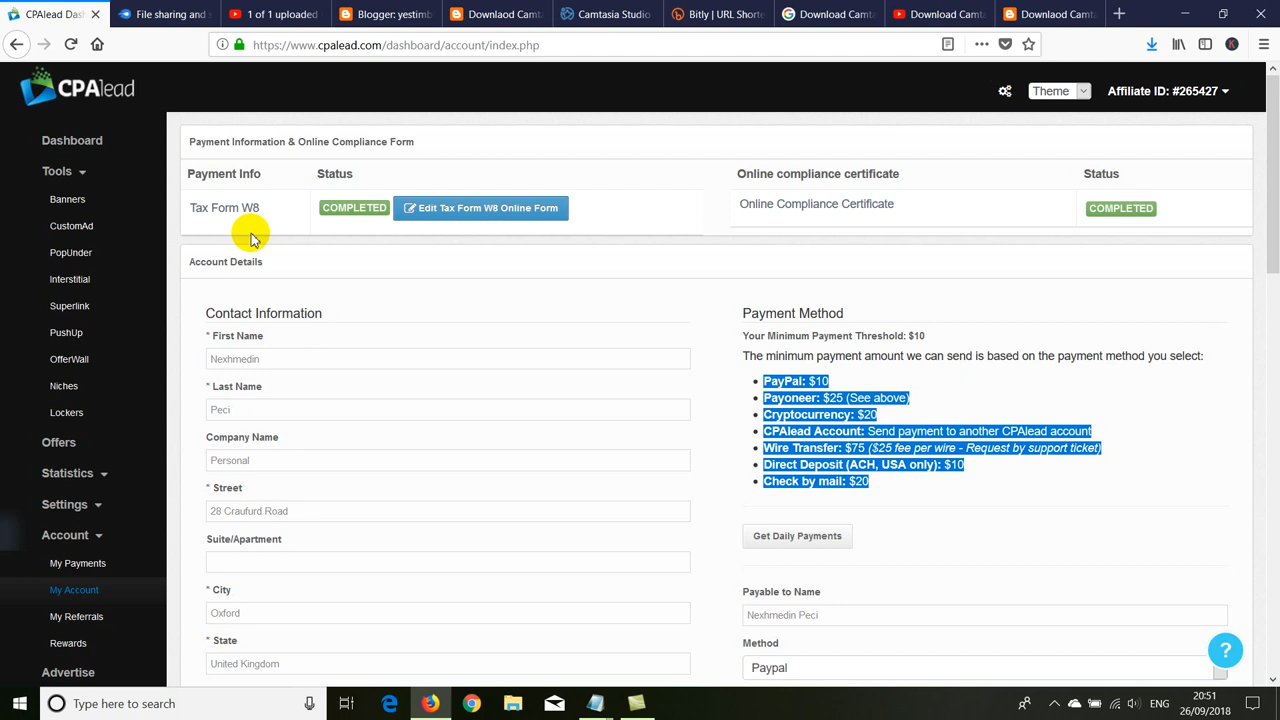 CPAlead Das
File sharing and s
1 of 1 uploaded
Blogger: yestimb
Downlaod Camta
Camtasia Studio
Bitly | URL Shorte
Download Camta
Download Camta
Downlaod Camta
https://www.cpalead.com/dashboard/account/index.php
K
CPAlead
Theme
Affiliate ID: #265427
Dashboard
Tools
Banners
CustomAd
PopUnder
Interstitial
Superlink
PushUp
OfferWall
Niches
Lockers
Offers
Statistics
Settings
Account
My Payments
My Account
My Referrals
Rewards
Advertise
Payment Information & Online Compliance Form
Payment Info
Status
Online compliance certificate
Status
Tax Form W8
COMPLETED
Edit Tax Form W8 Online Form
Online Compliance Certificate
COMPLETED
Account Details
Contact Information
* First Name
Nexhmedin
* Last Name
Peci
Company Name
Personal
* Street
28 Craufurd Road
Suite/Apartment
* City
Oxford
* State
United Kingdom
Payment Method
Your Minimum Payment Threshold: $10
The minimum payment amount we can send is based on the payment method you select:
• PayPal: $10
• Payoneer: $25 (See above)
• Cryptocurrency: $20
• CPAlead Account: Send payment to another CPAlead account
• Wire Transfer: $75 ($25 fee per wire - Request by support ticket)
• Direct Deposit (ACH, USA only): $10
• Check by mail: $20
Get Daily Payments
Payable to Name
Nexhmedin Peci
Method
Paypal
?
Type here to search
ENG
20:51
26/09/2018